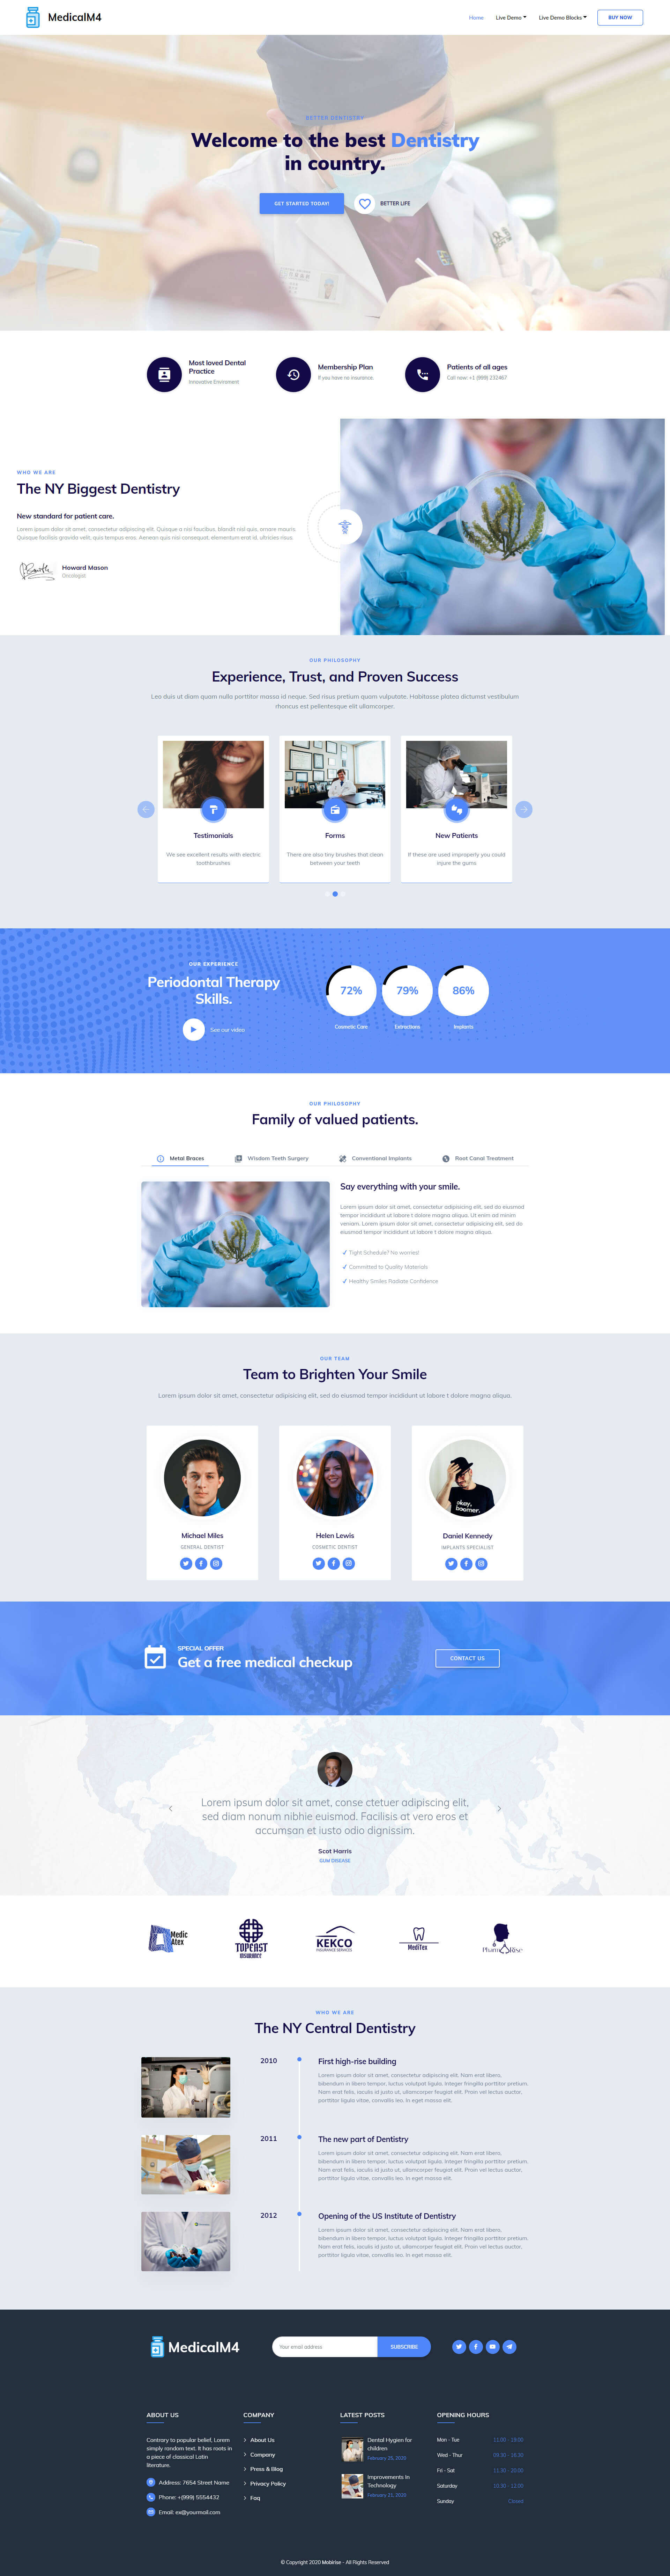 MedicalM4
Home Live Demo Live Demo Blocks BUY NOW
BETTER DENTISTRY
Welcome to the best Dentistry
in country.
GET STARTED TODAY!
BETTER LIFE
Most loved Dental
Practice
Innovative Enviroment
Membership Plan
If you have no insurance.
Patients of all ages
Call now: +1 (999) 232467
WHO WE ARE
The NY Biggest Dentistry
New standard for patient care.
Lorem ipsum dolor sit amet, consectetur adipiscing elit. Quisque a nisi faucibus, blandit nisl quis, ornare mauris.
Quisque facilisis gravida velit, quis tempus eros. Aenean quis nisi consequat, elementum erat id, ultricies risus.
Howard Mason
Oncologist
OUR PHILOSOPHY
Experience, Trust, and Proven Success
Leo duis ut diam quam nulla porttitor massa id neque. Sed risus pretium quam vulputate. Habitasse platea dictumst vestibulum
rhoncus est pellentesque elit ullamcorper.
Testimonials
We see excellent results with electric
toothbrushes
Forms
There are also tiny brushes that clean
between your teeth
New Patients
If these are used improperly you could
injure the gums
OUR EXPERIENCE
Periodontal Therapy
Skills.
See our video
72%
Cosmetic Care
79%
Extractions
86%
Implants
OUR PHILOSOPHY
Family of valued patients.
Metal Braces
Wisdom Teeth Surgery
Conventional Implants
Root Canal Treatment
Say everything with your smile.
Lorem ipsum dolor sit amet, consectetur adipisicing elit, sed do eiusmod
tempor incididunt ut labore t dolore magna aliqua. Ut enim ad minim
veniam. Lorem ipsum dolor sit amet, consectetur adipisicing elit, sed do
eiusmod tempor incididunt ut labore t dolore magna aliqua.
Tight Schedule? No worries!
Committed to Quality Materials
Healthy Smiles Radiate Confidence
OUR TEAM
Team to Brighten Your Smile
Lorem ipsum dolor sit amet, consectetur adipisicing elit, sed do eiusmod tempor incididunt ut labore t dolore magna aliqua.
Michael Miles
GENERAL DENTIST
Helen Lewis
COSMETIC DENTIST
okay,
boomer.
Daniel Kennedy
IMPLANTS SPECIALIST
SPECIAL OFFER
Get a free medical checkup
CONTACT US
Lorem ipsum dolor sit amet, conse ctetuer adipiscing elit,
sed diam nonum nibhie euismod. Facilisis at vero eros et
accumsan et iusto odio dignissim.
Scot Harris
GUM DISEASE
Medic
Atex
TOPEAST
INSURANCE
KEKCO
INSURANCE SERVICES
MediTex
Pharm Rise
WHO WE ARE
The NY Central Dentistry
2010
First high-rise building
Lorem ipsum dolor sit amet, consectetur adipiscing elit. Nam erat libero,
bibendum in libero tempor, luctus volutpat ligula. Integer fringilla porttitor pretium.
Nam erat felis, iaculis id justo ut, ullamcorper feugiat elit. Proin vel lectus auctor,
porttitor ligula vitae, convallis leo. In eget massa elit.
2011
The new part of Dentistry
Lorem ipsum dolor sit amet, consectetur adipiscing elit. Nam erat libero,
bibendum in libero tempor, luctus volutpat ligula. Integer fringilla porttitor pretium.
Nam erat felis, iaculis id justo ut, ullamcorper feugiat elit. Proin vel lectus auctor,
porttitor ligula vitae, convallis leo. In eget massa elit.
2012
Opening of the US Institute of Dentistry
Lorem ipsum dolor sit amet, consectetur adipiscing elit. Nam erat libero,
bibendum in libero tempor, luctus volutpat ligula. Integer fringilla porttitor pretium.
Nam erat felis, iaculis id justo ut, ullamcorper feugiat elit. Proin vel lectus auctor,
porttitor ligula vitae, convallis leo. In eget massa elit.
MedicalM4
Your email address
SUBSCRIBE
ABOUT US
Contrary to popular belief, Lorem
simply random text. It has roots in
a piece of classical Latin
literature.
Address: 7654 Street Name
Phone: +(999) 5554432
Email: ex@yourmail.com
COMPANY
About Us
Company
Press & Blog
Privacy Policy
Faq
LATEST POSTS
Dental Hygien for
children
February 25, 2020
Improvements In
Technology
February 21, 2020
OPENING HOURS
Mon - Tue 11.00 - 19.00
Wed - Thur 09.30 - 16.30
Fri - Sat 11.30 - 20.00
Saturday 10.30 - 12.00
Sunday Closed
© Copyright 2020 Mobirise - All Rights Reserved